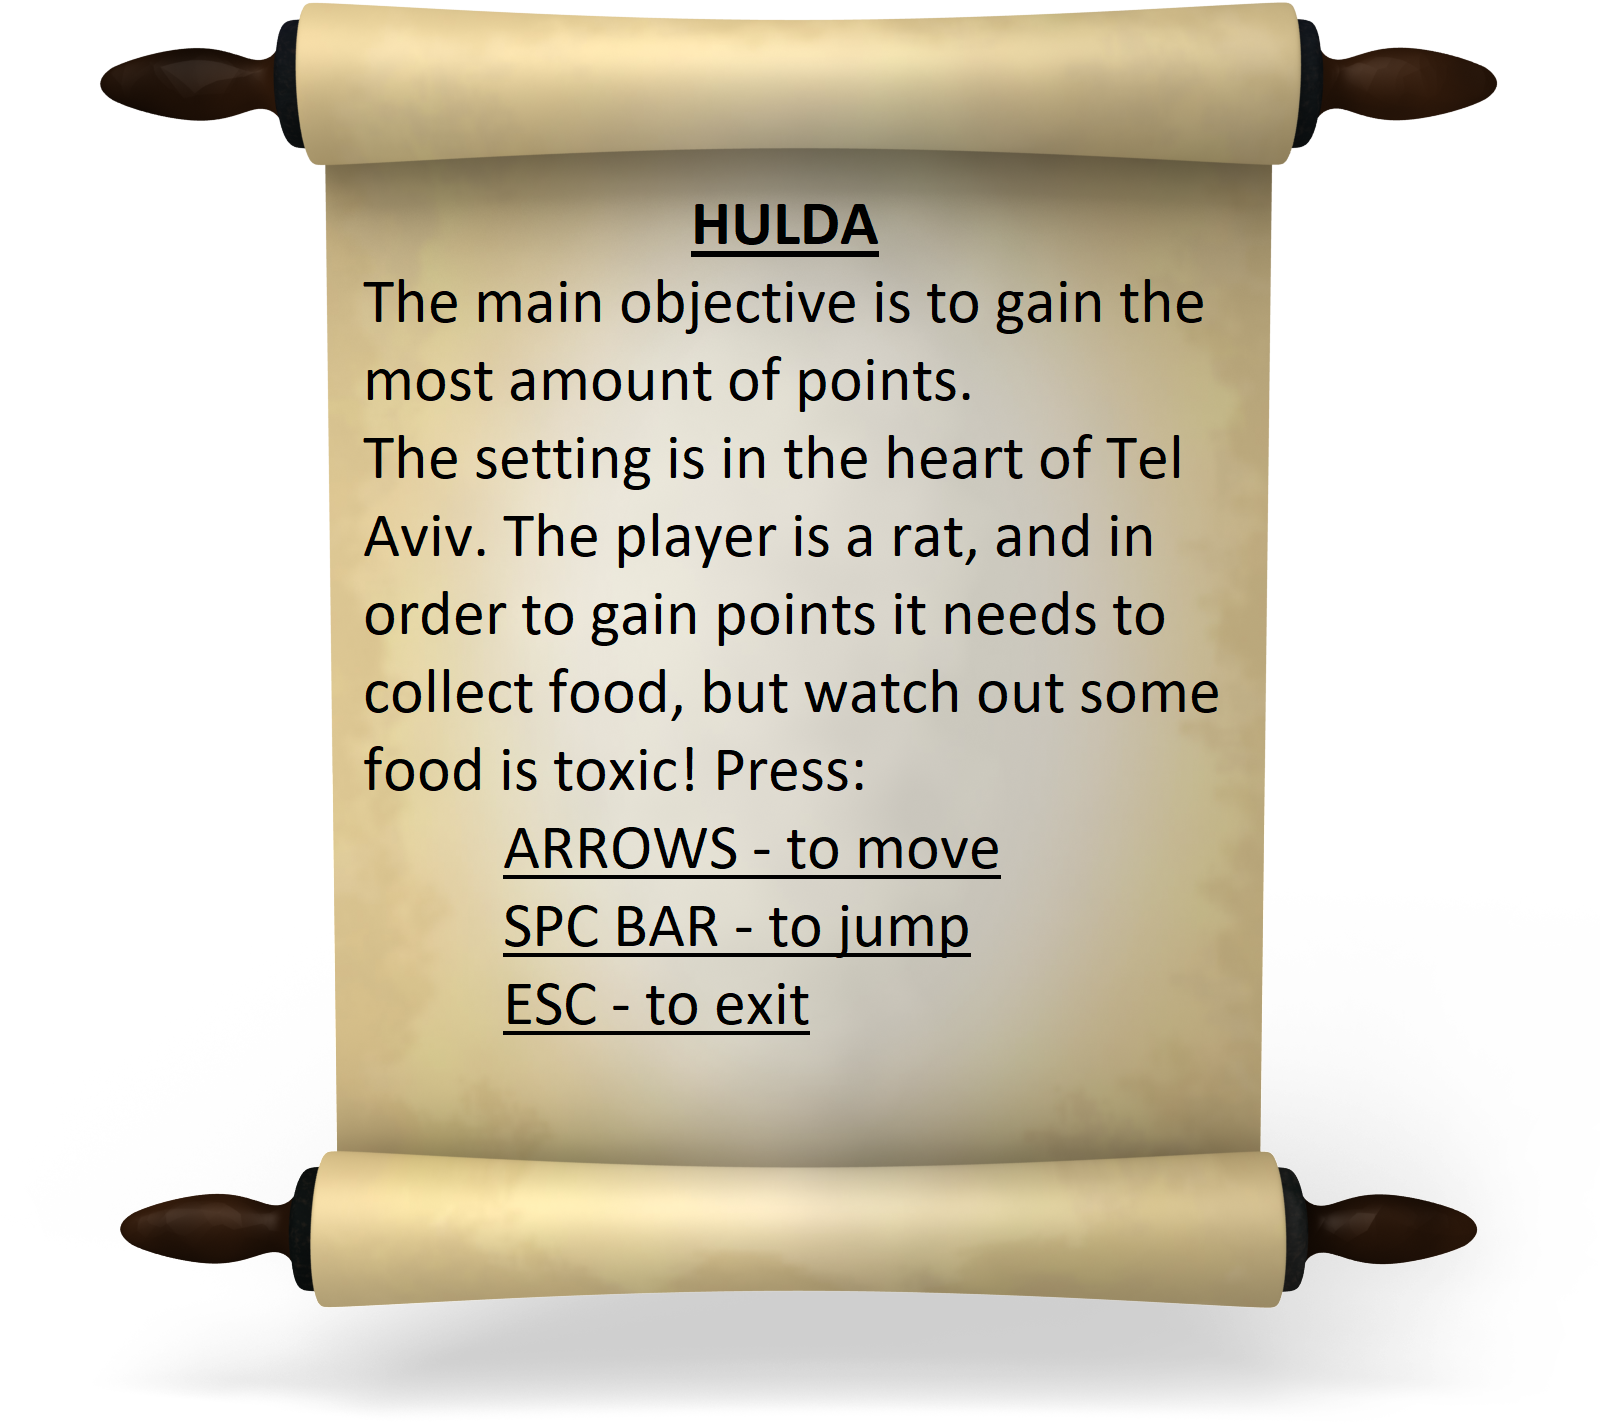 HULDA
The main objective is to gain the
most amount of points.
The setting is in the heart of Tel
Aviv. The player is a rat, and in
order to gain points it needs to
collect food, but watch out some
food is toxic! Press:
ARROWS - to move
SPC BAR - to jump
ESC - to exit